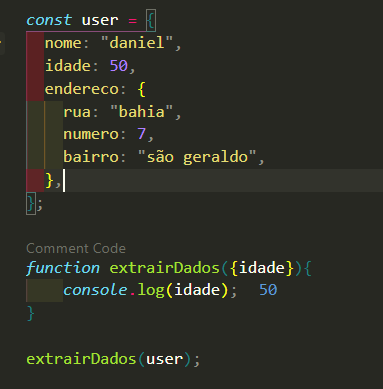 const user = {
nome: "daniel",
idade: 50,
endereco: {
rua: "bahia",
numero: 7,
bairro: "são geraldo",
},
};
Comment Code
function extrairDados({idade}){
console.log(idade); 50
}
extrairDados(user);